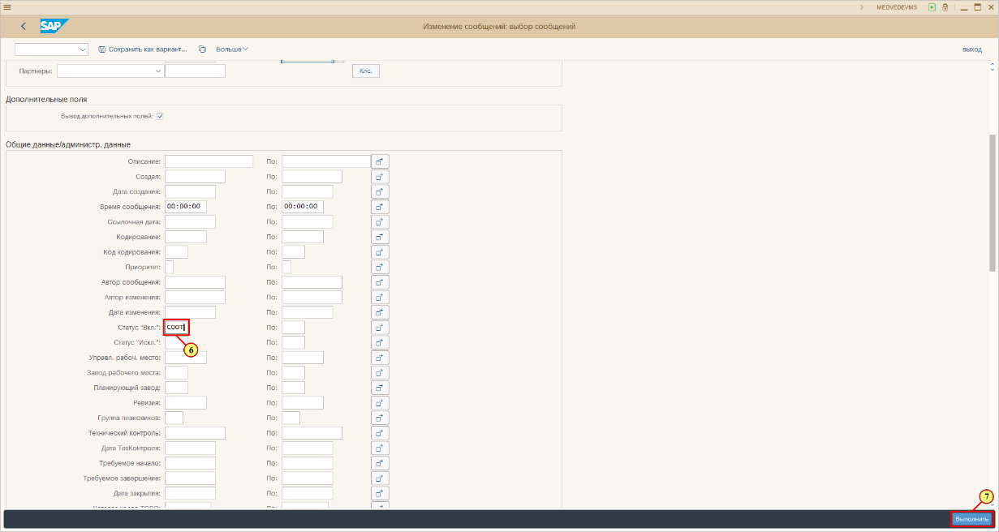 MEDVEDEVMS
SAP
Изменение сообщений: выбор сообщений
Сохранить как вариант... Больше выход
Партнеры: Клс.
Дополнительные поля
Вывод дополнительных полей:
Общие данные/администр. данные
Описание: По:
Создал: По:
Дата создания: По:
Время сообщения: 00:00:00 По: 00:00:00
Ссылочная дата: По:
Кодирование: По:
Код кодирования: По:
Приоритет: По:
Автор сообщения: По:
Автор изменения: По:
Дата изменения: По:
Статус "Вкл.": СООТ По:
Статус "Искл.": По:
6
Управл. рабоч. место: По:
Завод рабочего места: По:
Планирующий завод: По:
Ревизия: По:
Группа плановиков: По:
Технический контроль: По:
Дата ТехКонтроля: По:
Требуемое начало: По:
Требуемое завершение: По:
Дата закрытия: По:
7
Выполнить